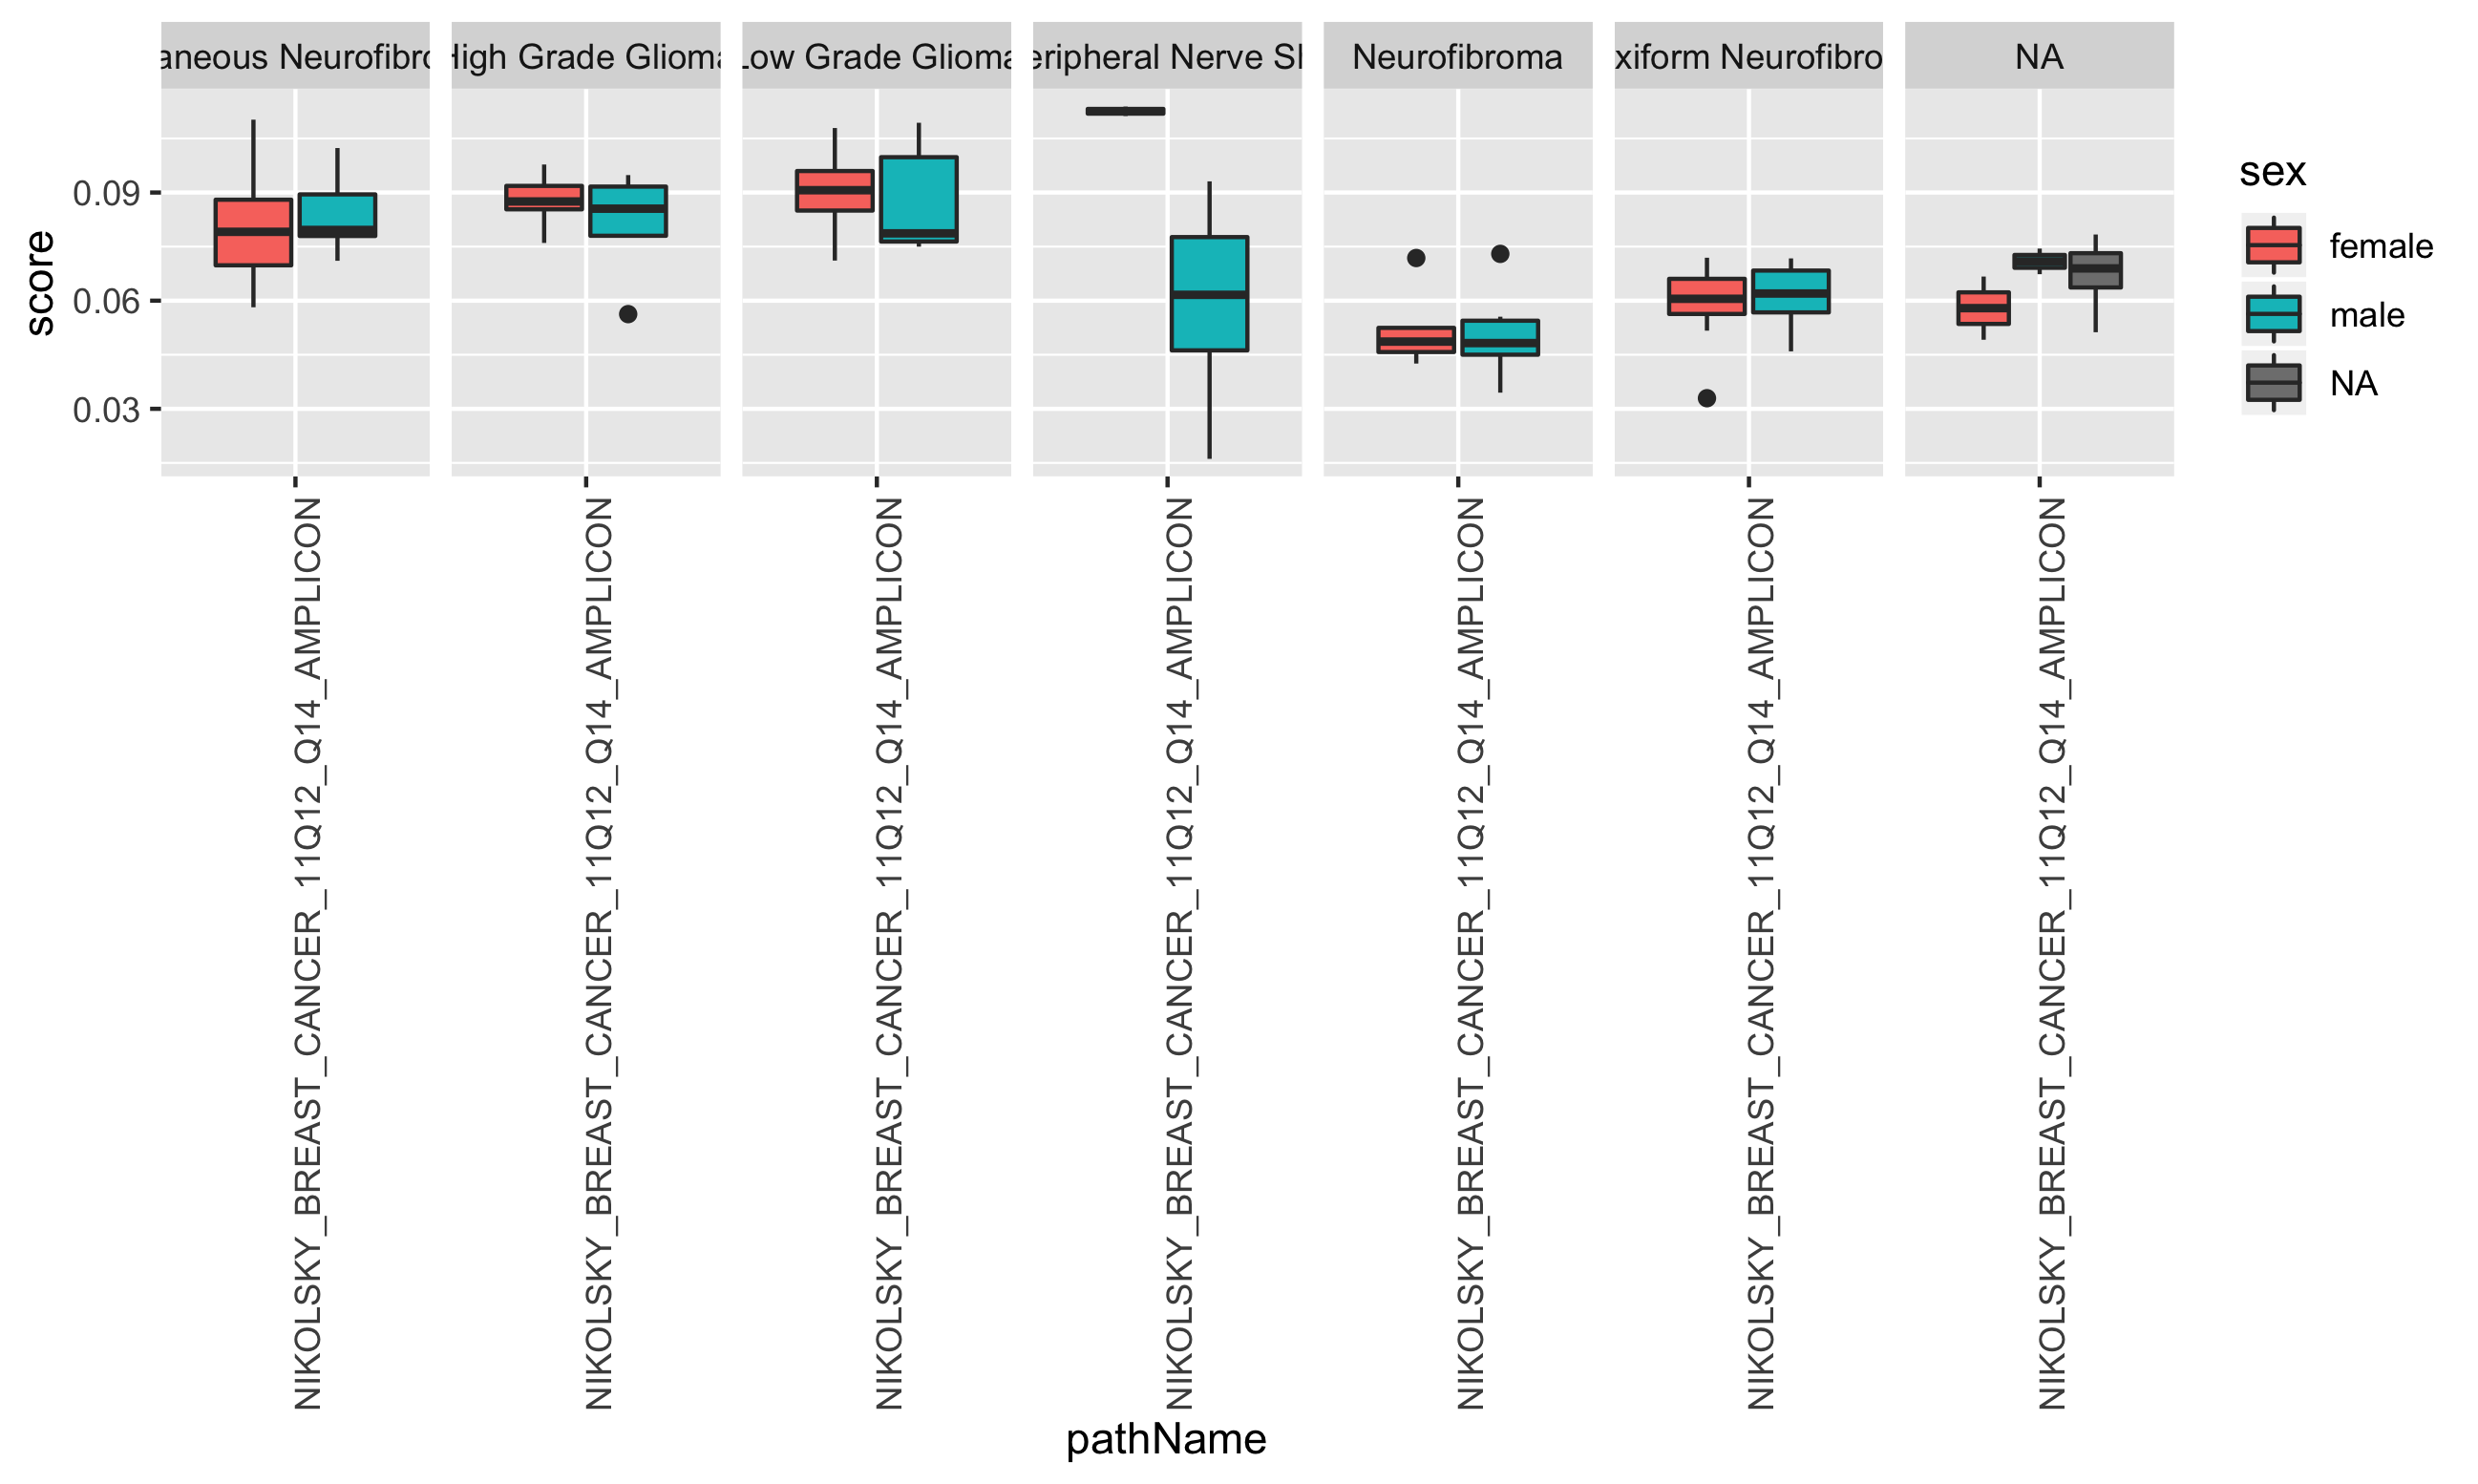 aneous Neurofibro
High Grade Glioma
Low Grade Glioma
eripheral Nerve Sh
Neurofibroma
xiform Neurofibro
NA
score
0.09
0.06
0.03
NIKOLSKY_BREAST_CANCER_11Q12_Q14_AMPLICON
NIKOLSKY_BREAST_CANCER_11Q12_Q14_AMPLICON
NIKOLSKY_BREAST_CANCER_11Q12_Q14_AMPLICON
NIKOLSKY_BREAST_CANCER_11Q12_Q14_AMPLICON
NIKOLSKY_BREAST_CANCER_11Q12_Q14_AMPLICON
NIKOLSKY_BREAST_CANCER_11Q12_Q14_AMPLICON
NIKOLSKY_BREAST_CANCER_11Q12_Q14_AMPLICON
pathName
sex
female
male
NA